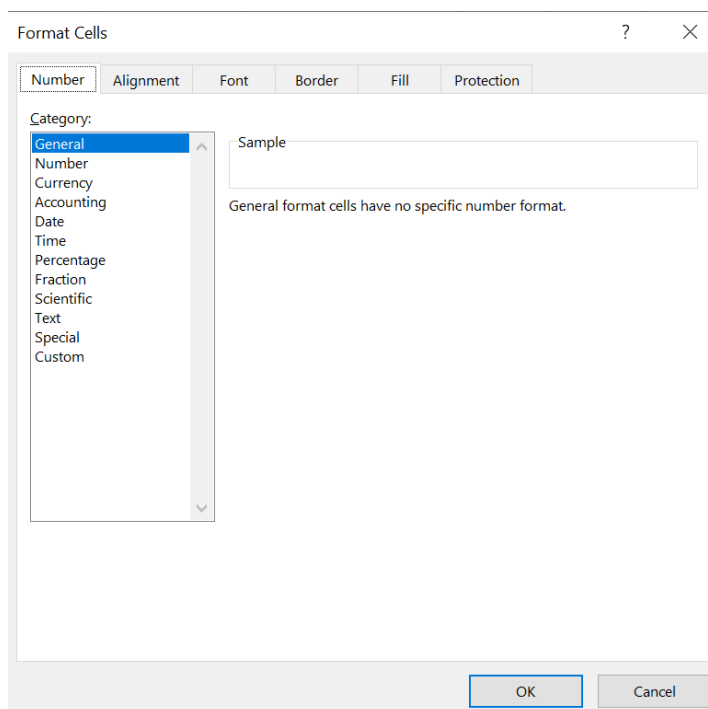 Format Cells ?
Number Alignment Font Border Fill Protection
Category:
General
Number
Currency
Accounting
Date
Time
Percentage
Fraction
Scientific
Text
Special
Custom
Sample
General format cells have no specific number format.
OK Cancel